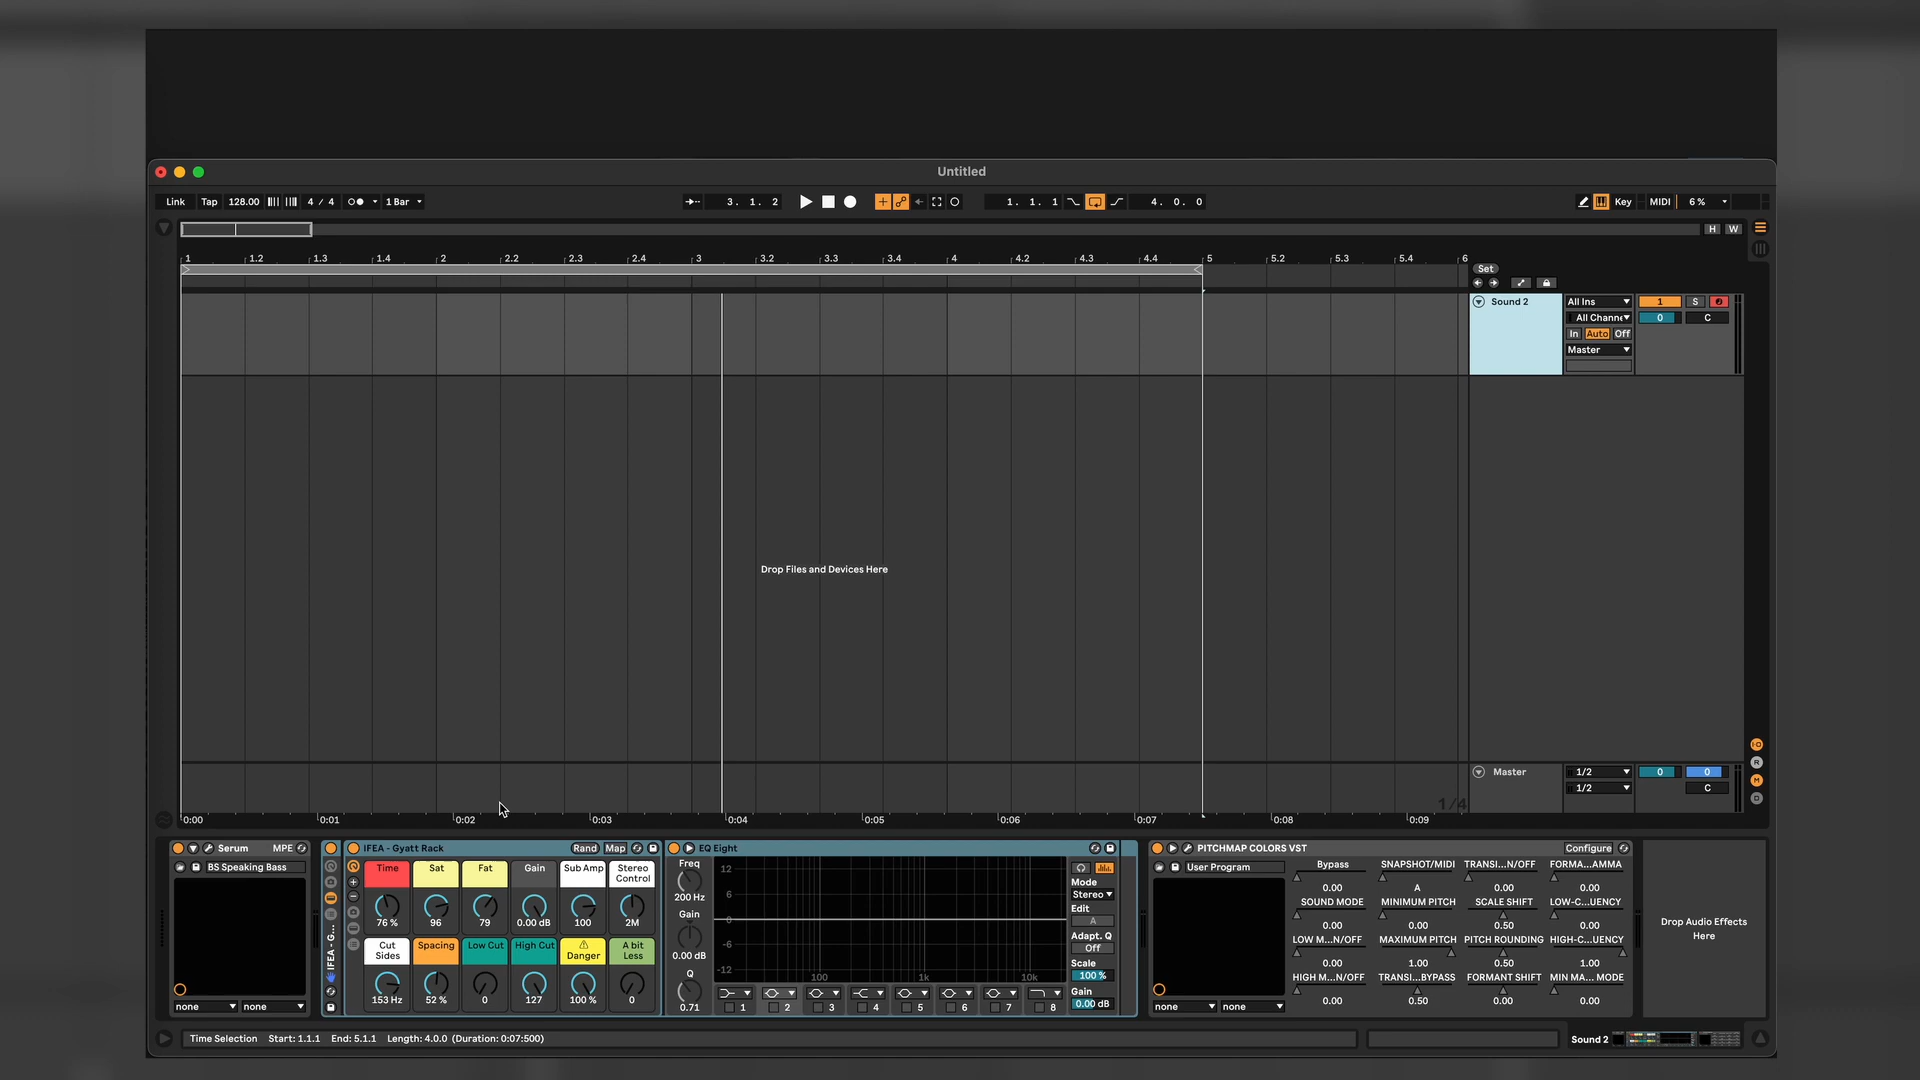 Untitled
Link Tap 128.00 4 / 4 1 Bar 3. 1. 2 1. 1. 1 4. 0. 0 Key MIDI 6 %
H W
1 1.2 1.3 1.4 2 2.2 2.3 2.4 3 3.2 3.3 3.4 4 4.2 4.3 4.4 5 5.2 5.3 5.4 6
Set
Sound 2 All Ins 1 S
All Channe 0 C
In Auto Off
Master
Drop Files and Devices Here
Master 1/2 0 0
1/2 C
1/4
0:00 0:01 0:02 0:03 0:04 0:05 0:06 0:07 0:08 0:09
Serum MPE
BS Speaking Bass
none none
IFEA - G...
IFEA - Gyatt Rack Rand Map
Time Sat Fat Gain Sub Amp Stereo Control
76 % 96 79 0.00 dB 100 2M
Cut Sides Spacing Low Cut High Cut Danger A bit Less
153 Hz 52 % 0 127 100 % 0
EQ Eight
Freq
200 Hz
Gain
0.00 dB
Q
0.71
12
6
0
-6
-12
100 1k 10k
1 2 3 4 5 6 7 8
Mode
Stereo
Edit
A
Adapt. Q
Off
Scale
100 %
Gain
0.00 dB
PITCHMAP COLORS VST Configure
User Program
none none
Bypass SNAPSHOT/MIDI TRANSI...N/OFF FORMA...AMMA
0.00 A 0.00 0.00
SOUND MODE MINIMUM PITCH SCALE SHIFT LOW-C...UENCY
0.00 0.00 0.50 0.00
LOW M...N/OFF MAXIMUM PITCH PITCH ROUNDING HIGH-C...UENCY
0.00 1.00 0.50 1.00
HIGH M...N/OFF TRANSI...BYPASS FORMANT SHIFT MIN MA... MODE
0.00 0.50 0.00 0.00
Drop Audio Effects
Here
Time Selection Start: 1.1.1 End: 5.1.1 Length: 4.0.0 (Duration: 0:07:500)
Sound 2